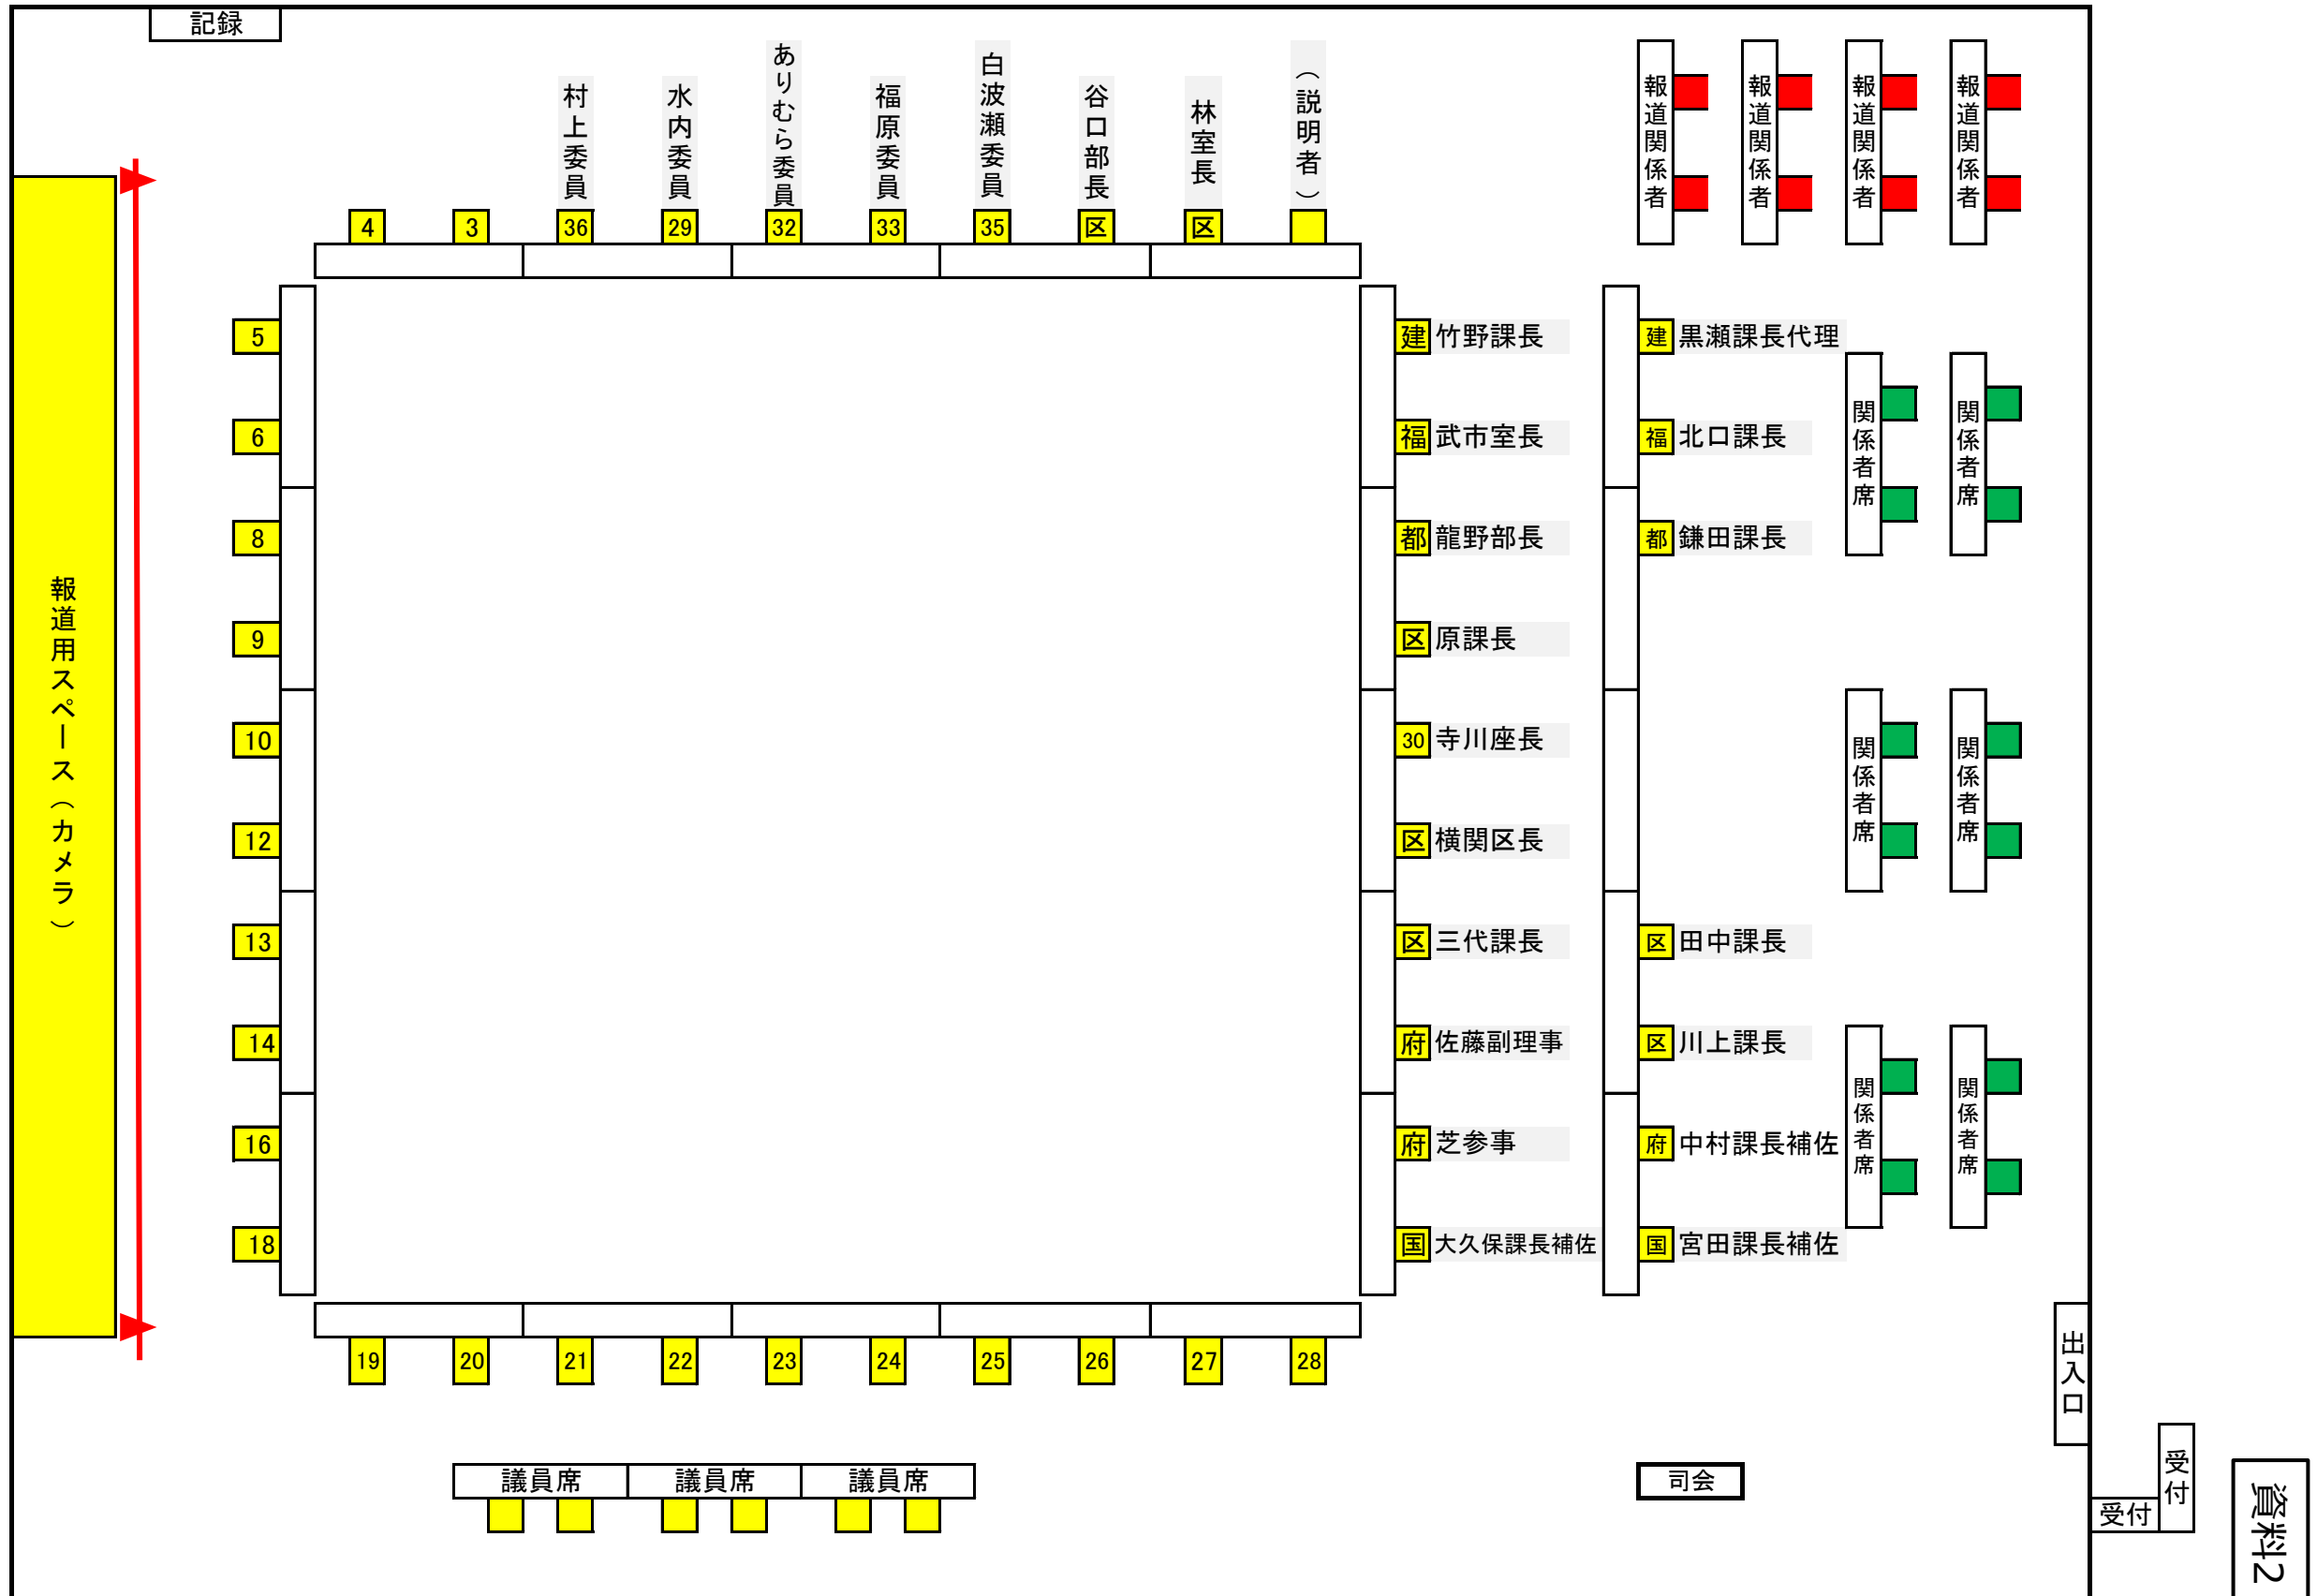 記録
村上委員
水内委員
ありむら委員
福原委員
白波瀬委員
谷口部長
林室長
（説明者）
4
3
36
29
32
33
35
区
区
報道関係者
報道関係者
報道関係者
報道関係者
報道用スペース（カメラ）
5
6
8
9
10
12
13
14
16
18
建 竹野課長
福 武市室長
都 龍野部長
区 原課長
30 寺川座長
区 横関区長
区 三代課長
府 佐藤副理事
府 芝参事
国 大久保課長補佐
建 黒瀬課長代理
福 北口課長
都 鎌田課長
区 田中課長
区 川上課長
府 中村課長補佐
国 宮田課長補佐
関係者席
関係者席
関係者席
関係者席
関係者席
関係者席
19
20
21
22
23
24
25
26
27
28
議員席
議員席
議員席
司会
出入口
受付
受付
資料2